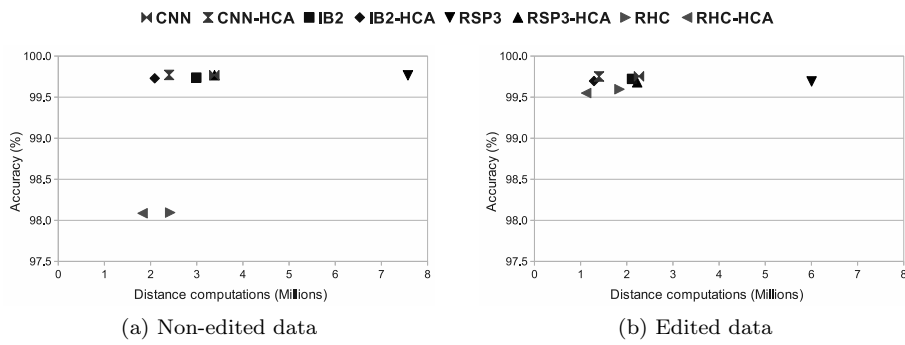 CNN CNN-HCA IB2 IB2-HCA RSP3 RSP3-HCA RHC RHC-HCA
100.0
99.5
99.0
98.5
98.0
97.5
Accuracy (%)
0 1 2 3 4 5 6 7 8
Distance computations (Millions)
(a) Non-edited data
100.0
99.5
99.0
98.5
98.0
97.5
Accuracy (%)
0 1 2 3 4 5 6 7 8
Distance computations (Millions)
(b) Edited data